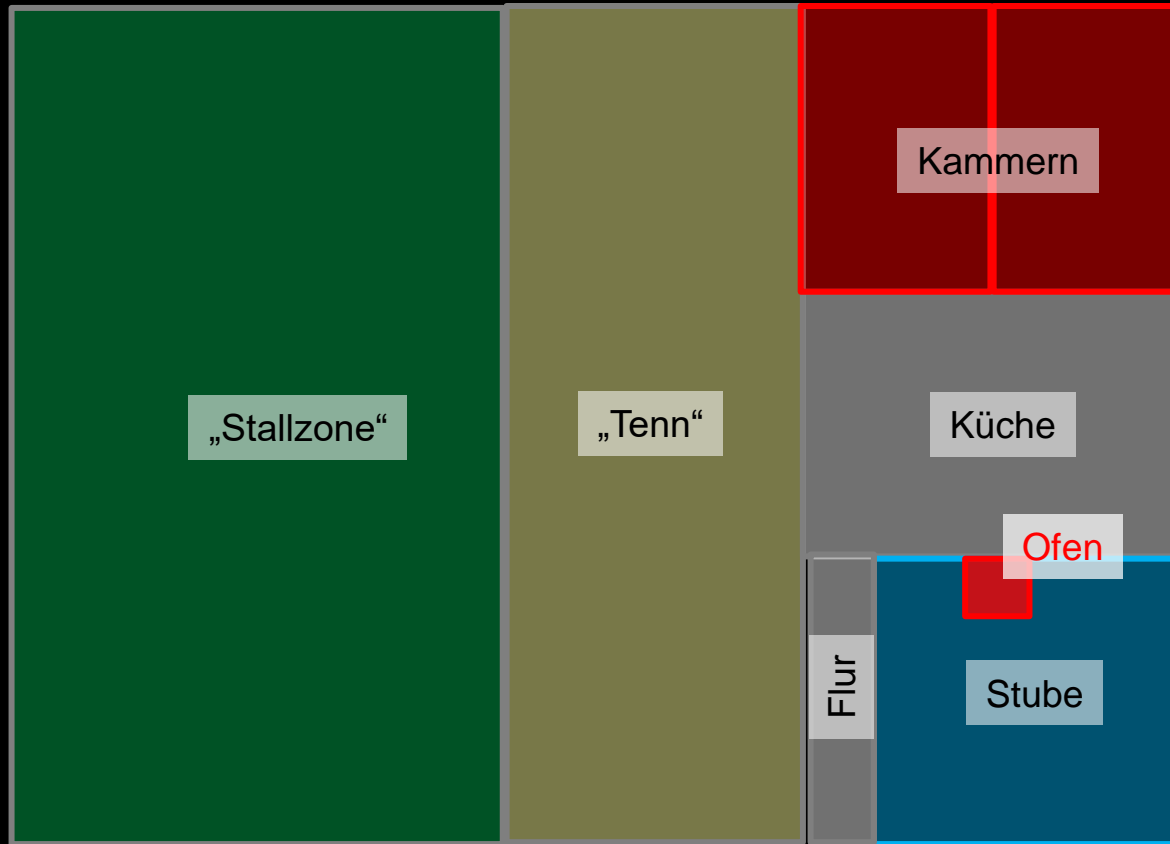 Kammern
„Stallzone“
„Tenn“
Küche
Ofen
Flur
Stube